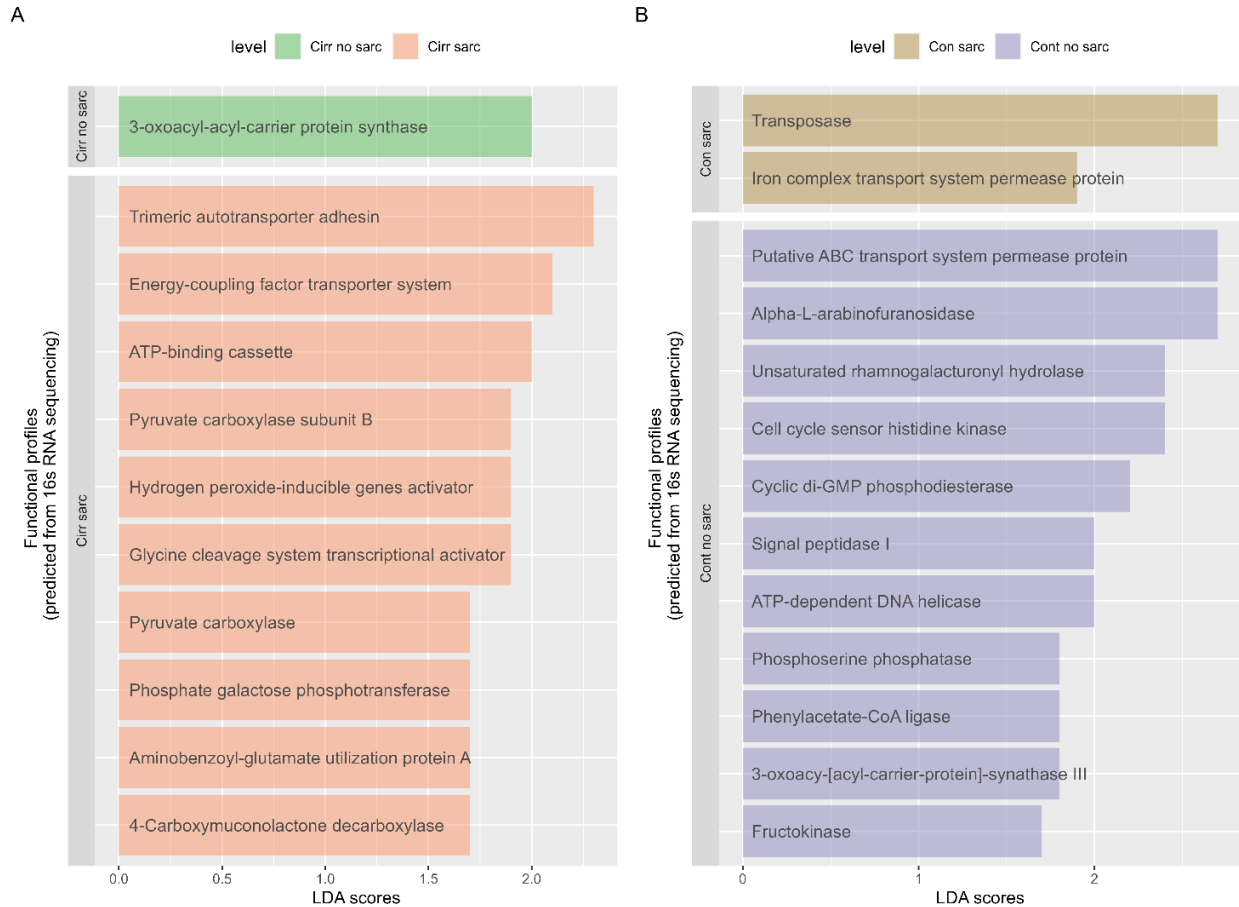 A
level Cirr no sarc Cirr sarc
Functional profiles
(predicted from 16s RNA sequencing)
Cirr no sarc
3-oxoacyl-acyl-carrier protein synthase
Cirr sarc
Trimeric autotransporter adhesin
Energy-coupling factor transporter system
ATP-binding cassette
Pyruvate carboxylase subunit B
Hydrogen peroxide-inducible genes activator
Glycine cleavage system transcriptional activator
Pyruvate carboxylase
Phosphate galactose phosphotransferase
Aminobenzoyl-glutamate utilization protein A
4-Carboxymuconolactone decarboxylase
0.0 0.5 1.0 1.5 2.0
LDA scores
B
level Con sarc Cont no sarc
Functional profiles
(predicted from 16s RNA sequencing)
Con sarc
Transposase
Iron complex transport system permease protein
Cont no sarc
Putative ABC transport system permease protein
Alpha-L-arabinofuranosidase
Unsaturated rhamnogalacturonyl hydrolase
Cell cycle sensor histidine kinase
Cyclic di-GMP phosphodiesterase
Signal peptidase I
ATP-dependent DNA helicase
Phosphoserine phosphatase
Phenylacetate-CoA ligase
3-oxoacy-[acyl-carrier-protein]-synathase III
Fructokinase
0 1 2
LDA scores